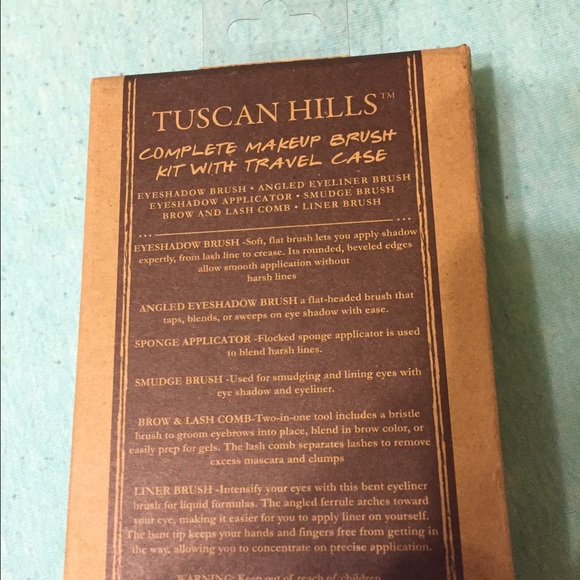 TUSCAN HILLS™
COMPLETE MAKEUP BRUSH
KIT WITH TRAVEL CASE
EYESHADOW BRUSH • ANGLED EYELINER BRUSH
EYESHADOW APPLICATOR • SMUDGE BRUSH
BROW AND LASH COMB • LINER BRUSH
EYESHADOW BRUSH -Soft, flat brush lets you apply shadow
expertly, from lash line to crease. Its rounded, beveled edges
allow smooth application without
harsh lines
ANGLED EYESHADOW BRUSH a flat-headed brush that
taps, blends, or sweeps on eye shadow with ease.
SPONGE APPLICATOR -Flocked sponge applicator is used
to blend harsh lines.
SMUDGE BRUSH -Used for smudging and lining eyes with
eye shadow and eyeliner.
BROW & LASH COMB-Two-in-one tool includes a bristle
brush to groom eyebrows into place, blend in brow color, or
easily prep for gels. The lash comb separates lashes to remove
excess mascara and clumps
LINER BRUSH -Intensify your eyes with this bent eyeliner
brush for liquid formulas. The angled ferrule arches toward
your eye, making it easier for you to apply liner on yourself.
The bent tip keeps your hands and fingers free from getting in
the way, allowing you to concentrate on precise application.
WARNING: Keep out of reach of children